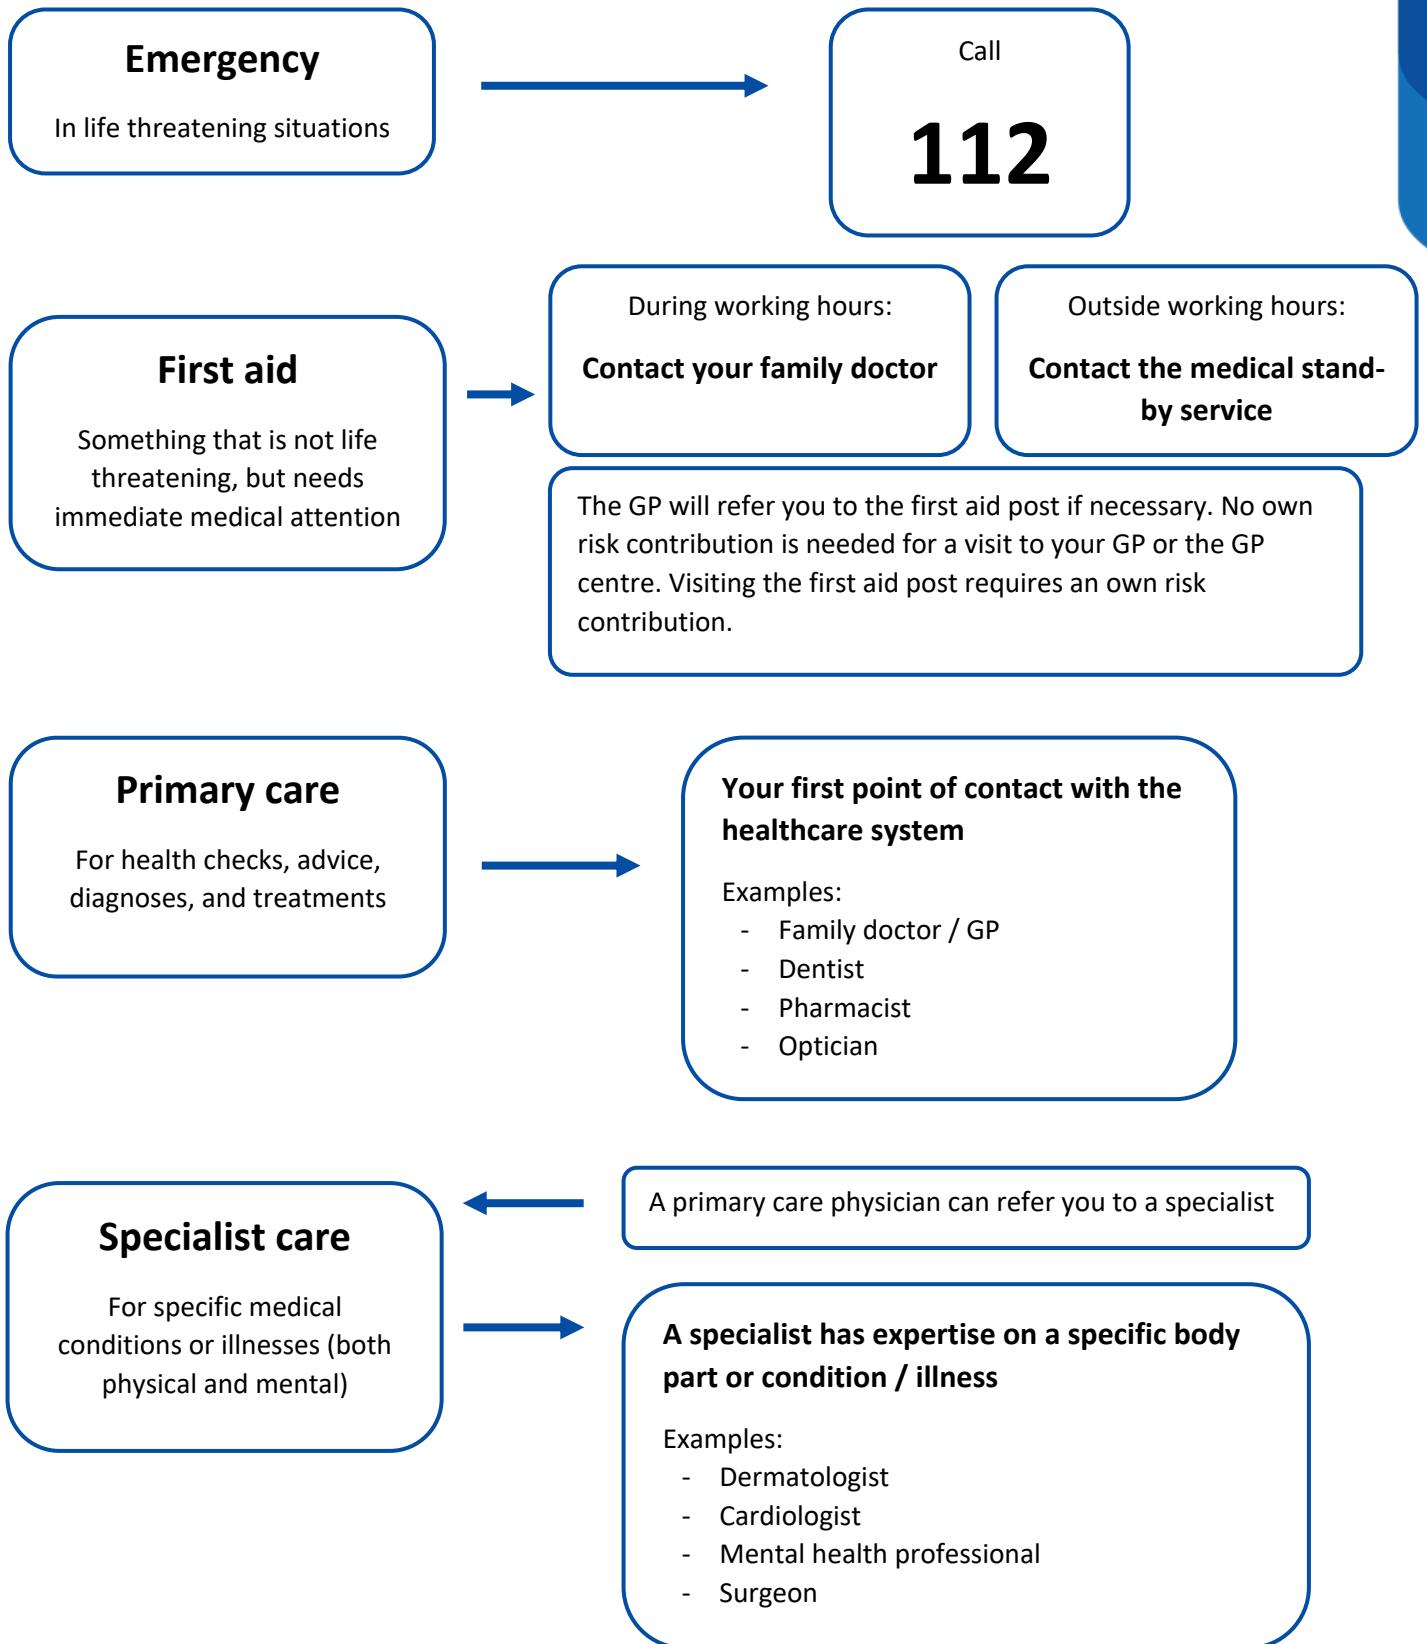 Emergency
In life threatening situations
Call
112
First aid
Something that is not life
threatening, but needs
immediate medical attention
During working hours:
Contact your family doctor
Outside working hours:
Contact the medical stand-
by service
The GP will refer you to the first aid post if necessary. No own
risk contribution is needed for a visit to your GP or the GP
centre. Visiting the first aid post requires an own risk
contribution.
Primary care
For health checks, advice,
diagnoses, and treatments
Your first point of contact with the
healthcare system
Examples:
- Family doctor / GP
- Dentist
- Pharmacist
- Optician
Specialist care
For specific medical
conditions or illnesses (both
physical and mental)
A primary care physician can refer you to a specialist
A specialist has expertise on a specific body
part or condition / illness
Examples:
- Dermatologist
- Cardiologist
- Mental health professional
- Surgeon